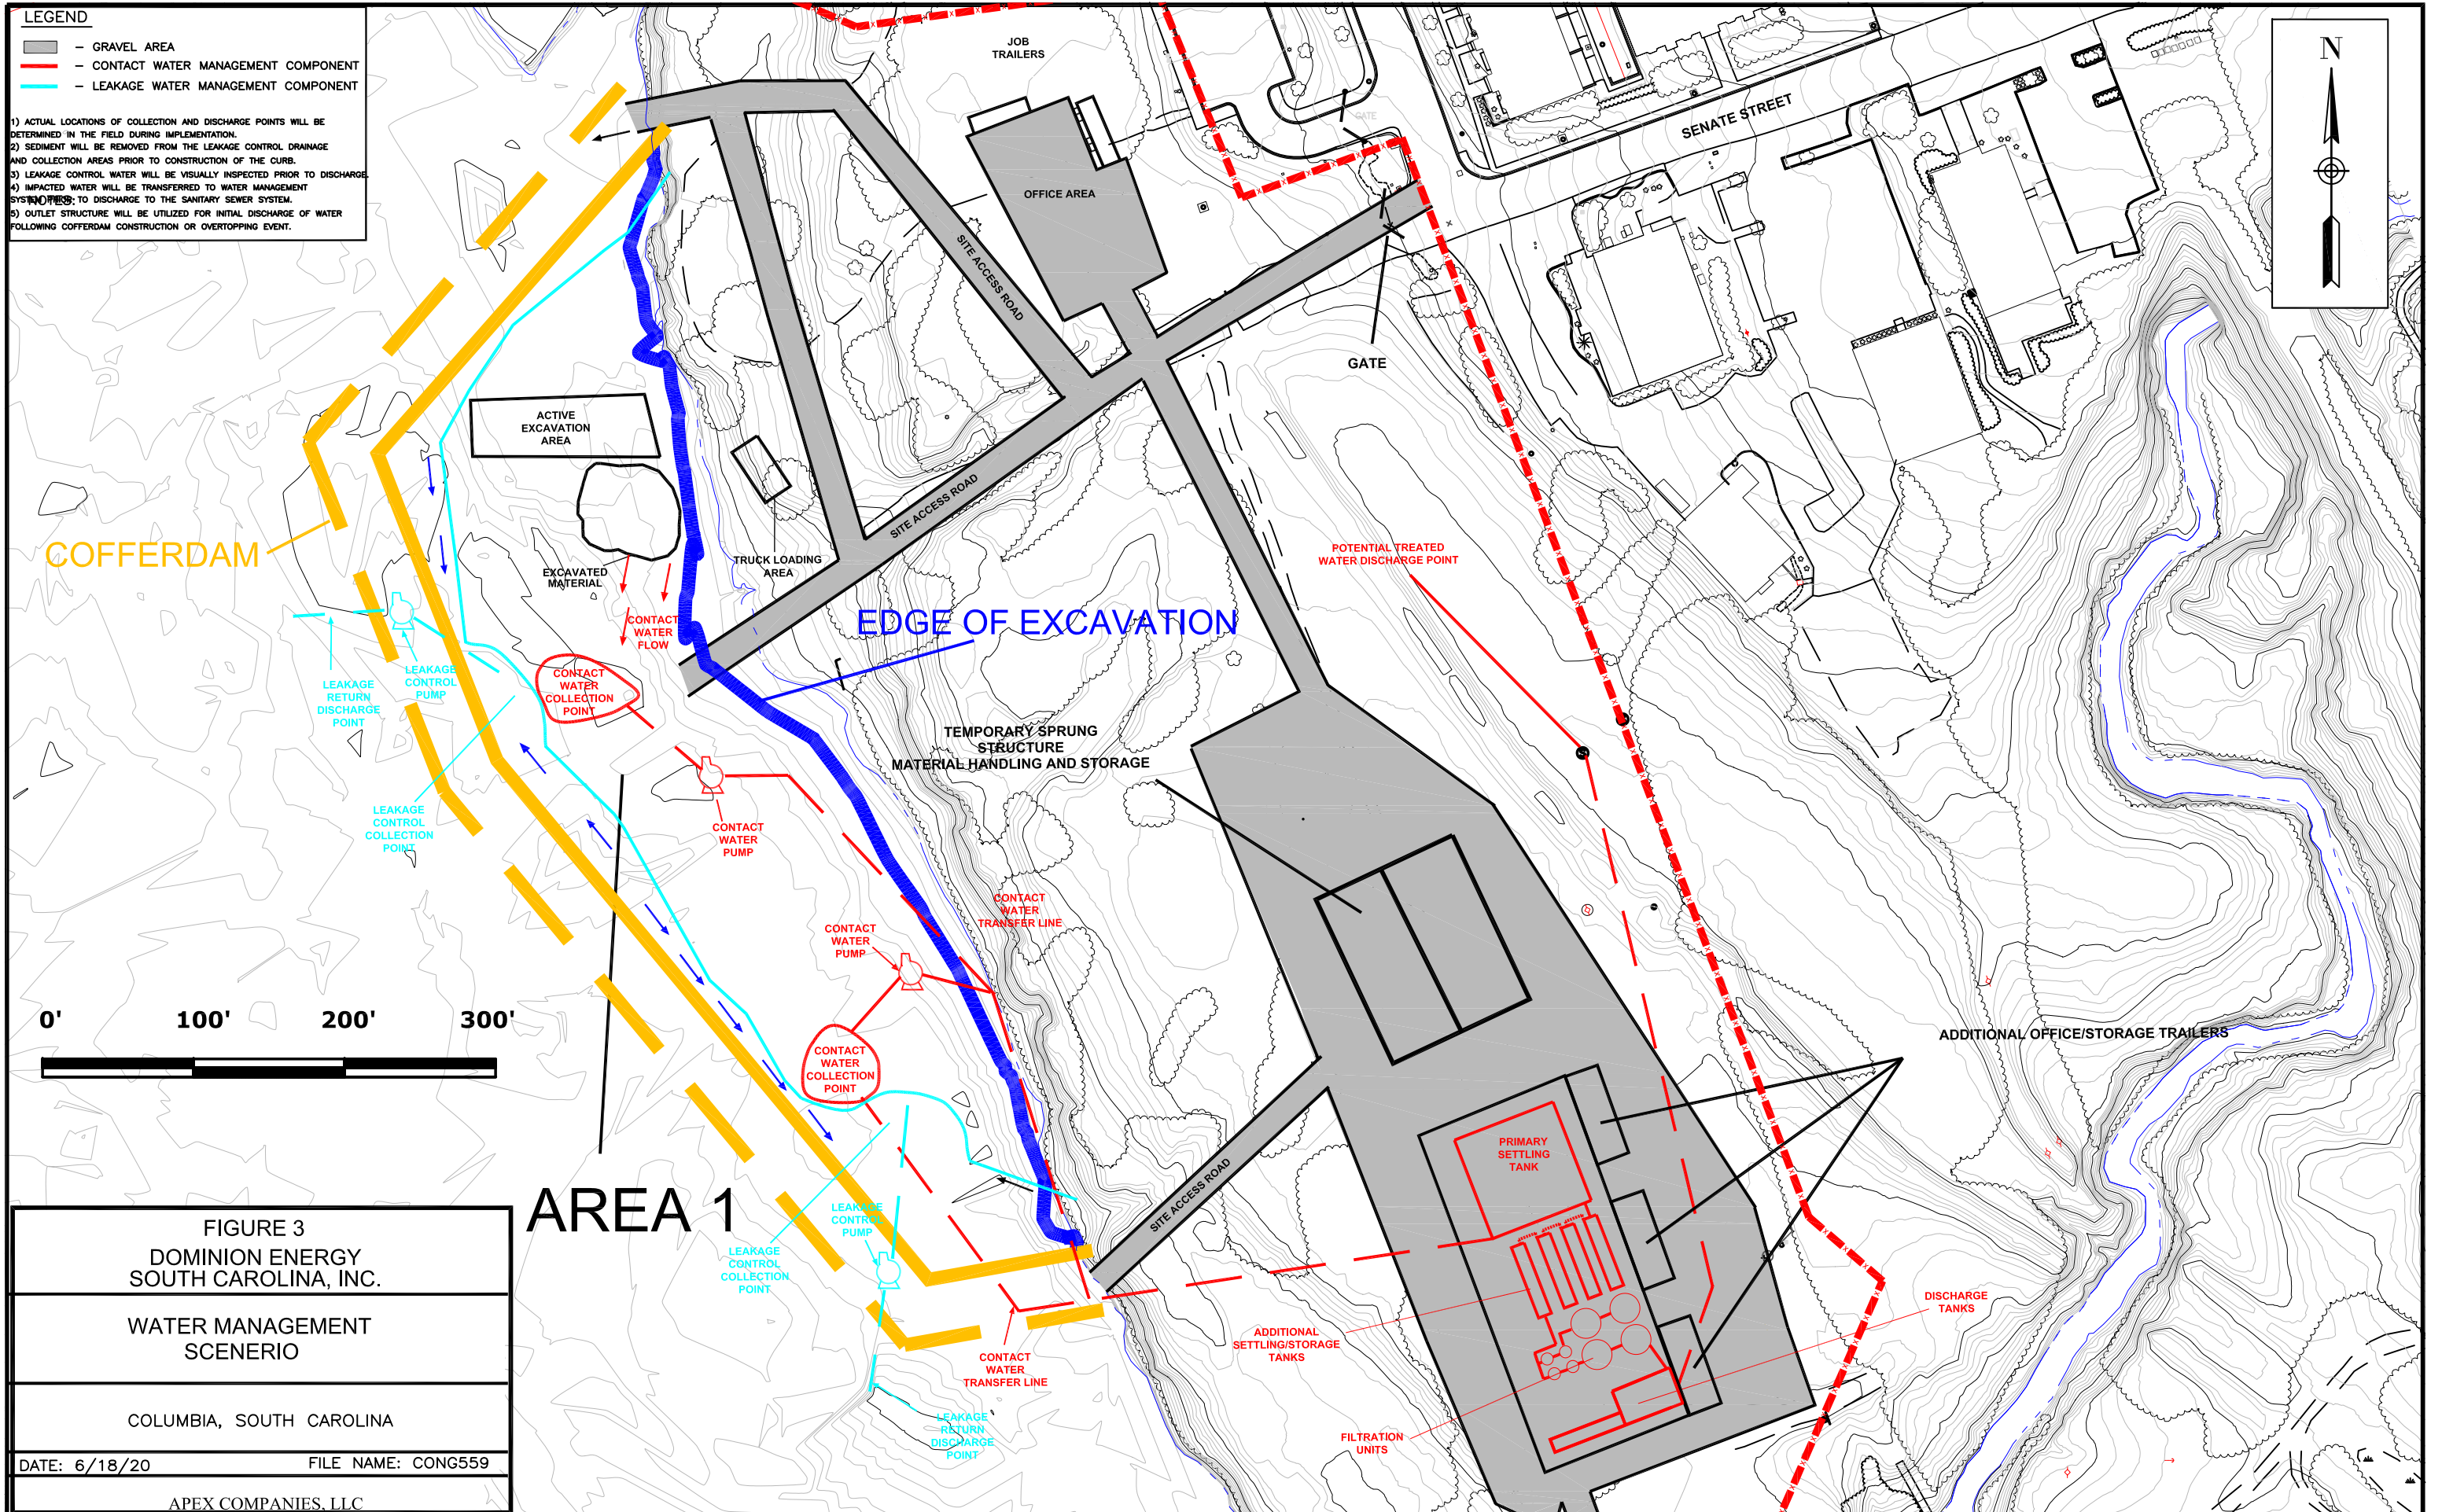 LEGEND
– GRAVEL AREA
– CONTACT WATER MANAGEMENT COMPONENT
– LEAKAGE WATER MANAGEMENT COMPONENT
1) ACTUAL LOCATIONS OF COLLECTION AND DISCHARGE POINTS WILL BE
DETERMINED IN THE FIELD DURING IMPLEMENTATION.
2) SEDIMENT WILL BE REMOVED FROM THE LEAKAGE CONTROL DRAINAGE
AND COLLECTION AREAS PRIOR TO CONSTRUCTION OF THE CURB.
3) LEAKAGE CONTROL WATER WILL BE VISUALLY INSPECTED PRIOR TO DISCHARGE.
4) IMPACTED WATER WILL BE TRANSFERRED TO WATER MANAGEMENT
SYSTEM PRIOR TO DISCHARGE TO THE SANITARY SEWER SYSTEM.
NOTES:
5) OUTLET STRUCTURE WILL BE UTILIZED FOR INITIAL DISCHARGE OF WATER
FOLLOWING COFFERDAM CONSTRUCTION OR OVERTOPPING EVENT.
JOB
TRAILERS
OFFICE AREA
GATE
SENATE STREET
N
SITE ACCESS ROAD
GATE
ACTIVE
EXCAVATION
AREA
SITE ACCESS ROAD
COFFERDAM
EXCAVATED
MATERIAL
TRUCK LOADING
AREA
POTENTIAL TREATED
WATER DISCHARGE POINT
EDGE OF EXCAVATION
CONTACT
WATER
FLOW
LEAKAGE
CONTROL
PUMP
LEAKAGE
RETURN
DISCHARGE
POINT
CONTACT
WATER
COLLECTION
POINT
TEMPORARY SPRUNG
STRUCTURE
MATERIAL HANDLING AND STORAGE
LEAKAGE
CONTROL
COLLECTION
POINT
CONTACT
WATER
PUMP
CONTACT
WATER
TRANSFER LINE
CONTACT
WATER
PUMP
0' 100' 200' 300'
CONTACT
WATER
COLLECTION
POINT
ADDITIONAL OFFICE/STORAGE TRAILERS
PRIMARY
SETTLING
TANK
SITE ACCESS ROAD
AREA 1
LEAKAGE
CONTROL
PUMP
LEAKAGE
CONTROL
COLLECTION
POINT
DISCHARGE
TANKS
ADDITIONAL
SETTLING/STORAGE
TANKS
CONTACT
WATER
TRANSFER LINE
LEAKAGE
RETURN
DISCHARGE
POINT
FILTRATION
UNITS
FIGURE 3
DOMINION ENERGY
SOUTH CAROLINA, INC.
WATER MANAGEMENT
SCENERIO
COLUMBIA, SOUTH CAROLINA
DATE: 6/18/20 FILE NAME: CONG559
APEX COMPANIES, LLC